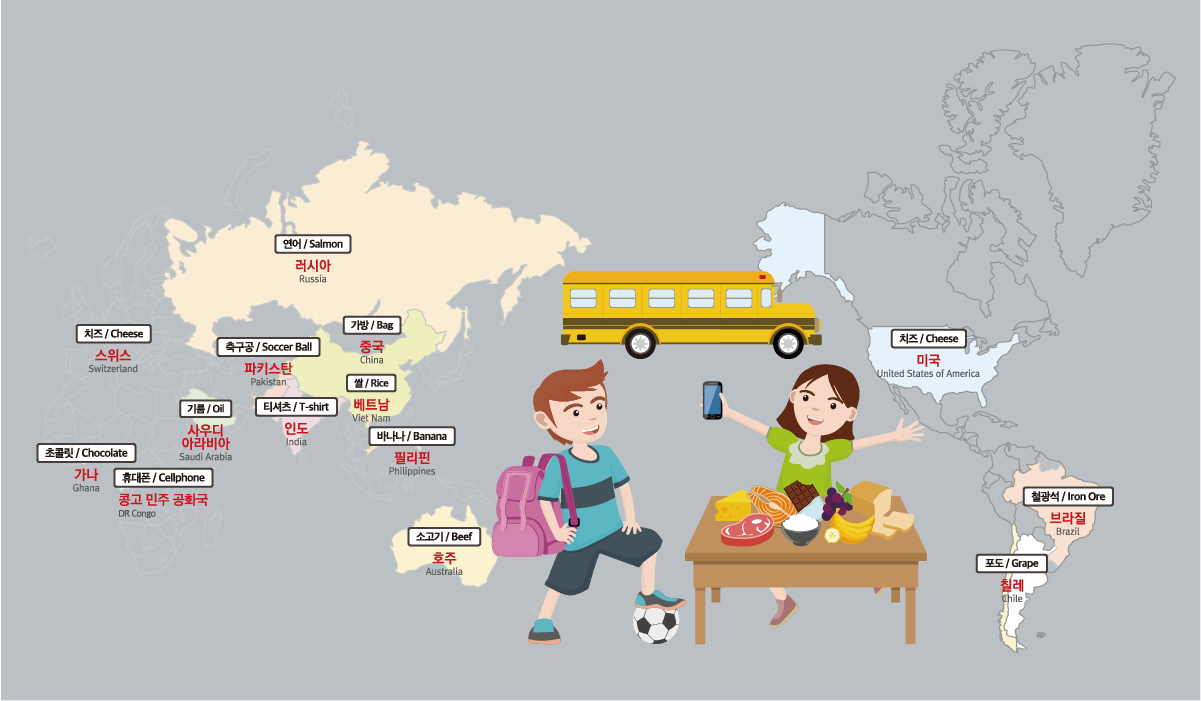 연어 / Salmon
러시아
Russia
치즈 / Cheese
스위스
Switzerland
축구공 / Soccer Ball
파키스탄
Pakistan
가방 / Bag
중국
China
쌀 / Rice
베트남
Viet Nam
기름 / Oil
사우디
아라비아
Saudi Arabia
티셔츠 / T-shirt
인도
India
바나나 / Banana
필리핀
Philippines
초콜릿 / Chocolate
가나
Ghana
휴대폰 / Cellphone
콩고 민주 공화국
DR Congo
소고기 / Beef
호주
Australia
치즈 / Cheese
미국
United States of America
철광석 / Iron Ore
브라질
Brazil
포도 / Grape
칠레
Chile